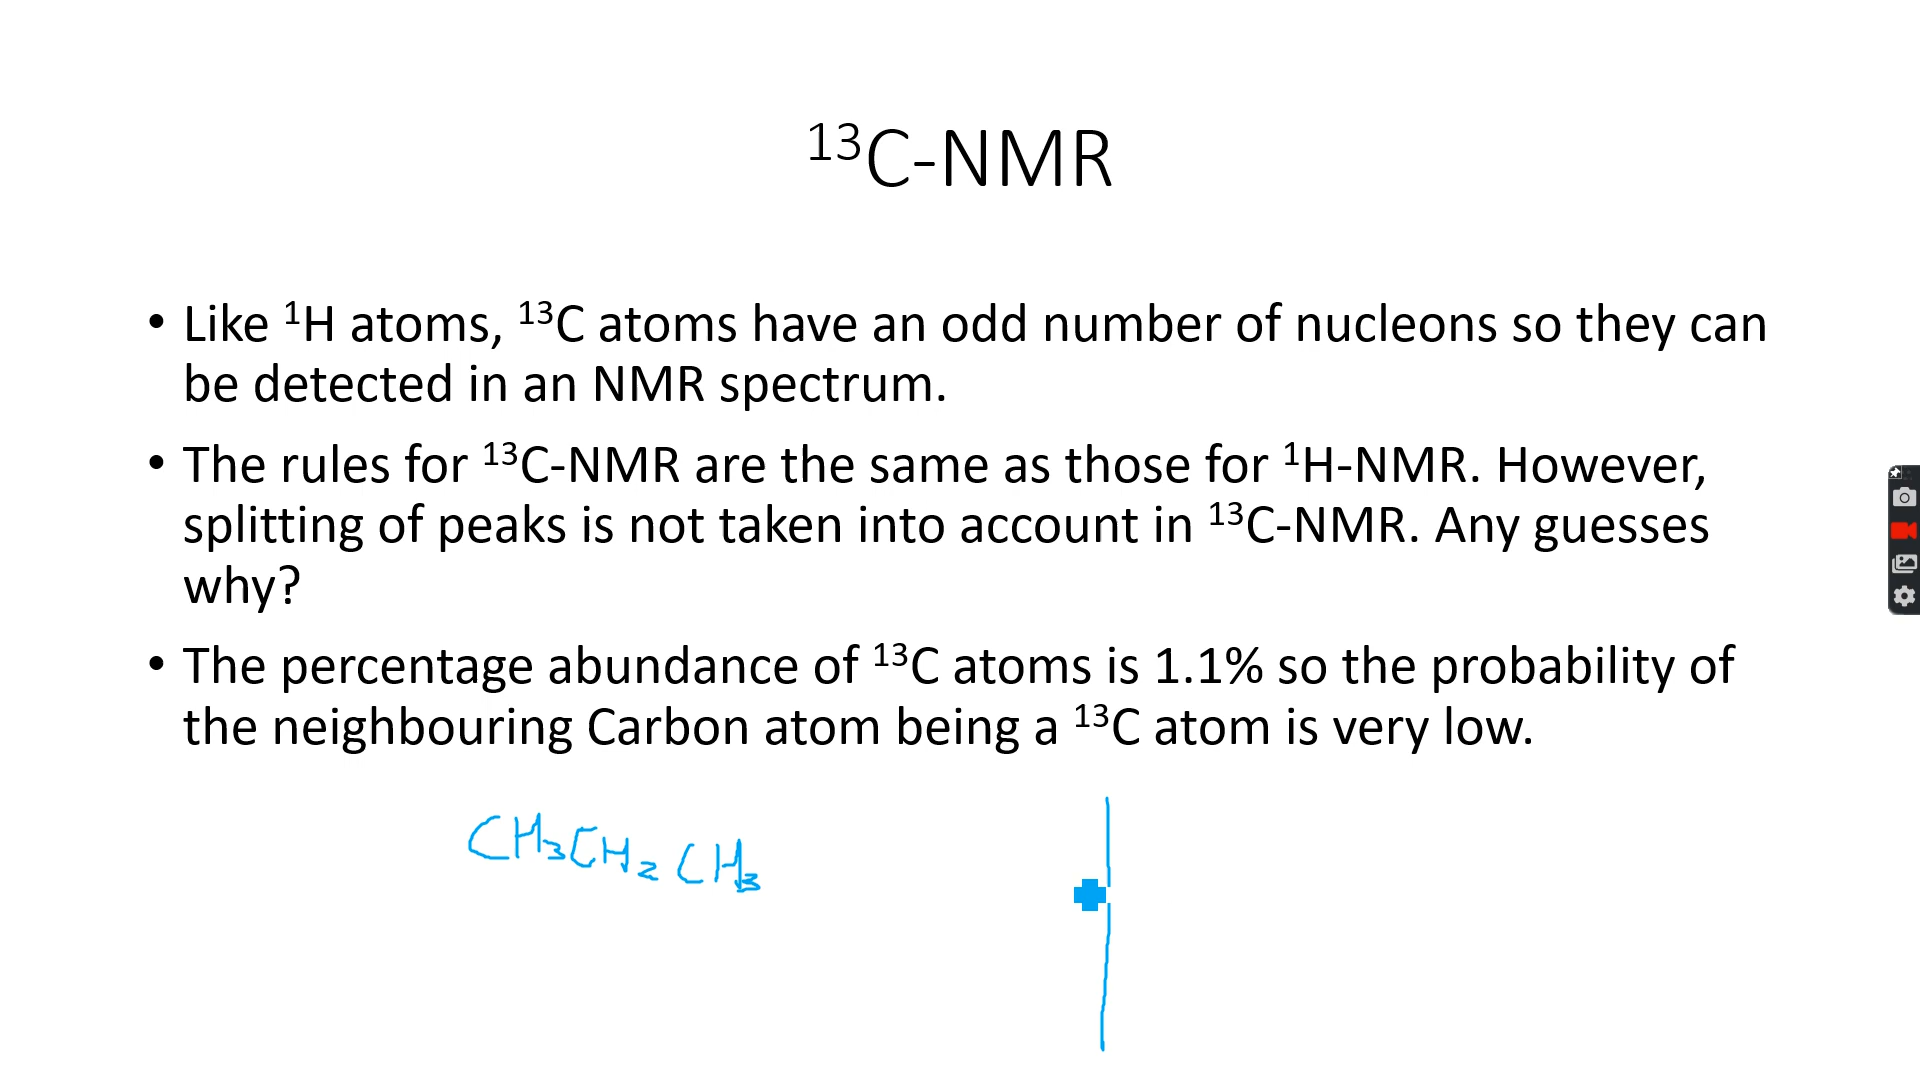 ¹³C-NMR
• Like ¹H atoms, ¹³C atoms have an odd number of nucleons so they can
be detected in an NMR spectrum.
• The rules for ¹³C-NMR are the same as those for ¹H-NMR. However,
splitting of peaks is not taken into account in ¹³C-NMR. Any guesses
why?
• The percentage abundance of ¹³C atoms is 1.1% so the probability of
the neighbouring Carbon atom being a ¹³C atom is very low.
CH₃CH₂CH₃